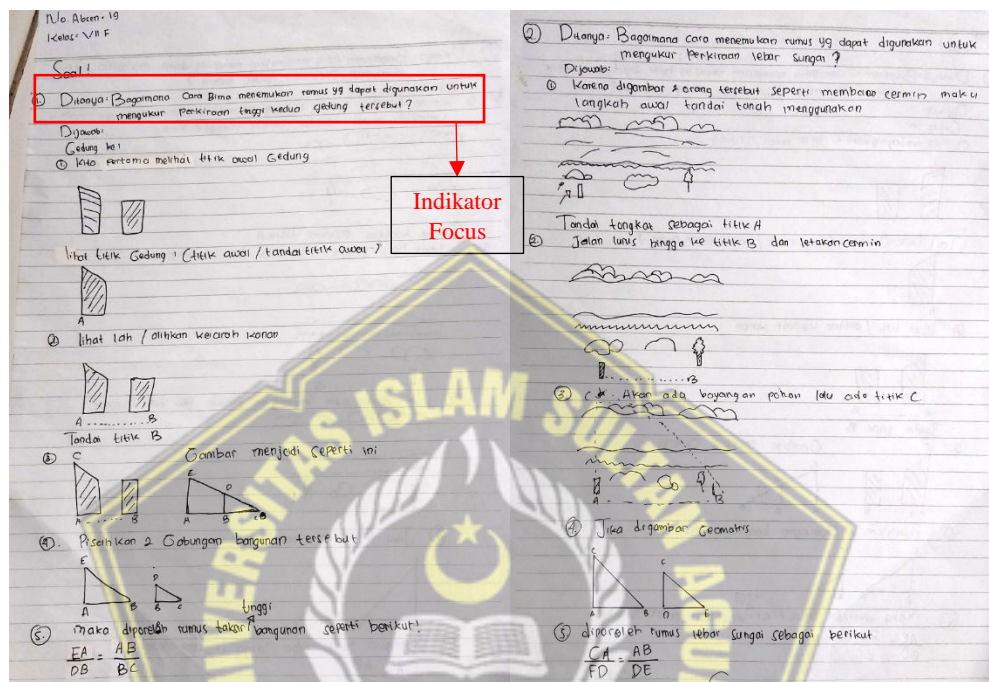 No. Absen : 19
Kelas : VII F
Soal!
① Ditanya : Bagaimana Cara Bima menemukan rumus yg dapat digunakan untuk
mengukur perkiraan tinggi kedua gedung tersebut ?
Dijawab:
Gedung ke 1
① Kita pertama melihat titik awal Gedung
lihat titik Gedung : (titik awal / tandai titik awal)
A
② lihat lah / alihkan kearah kanan
A B
Tandai titik B
③ Gambar menjadi seperti ini
C
A B
E
D
A B C
④. Pisahkan 2 Gabungan bangunan tersebut
E
D
A B B C
tinggi
⑤. maka diperoleh rumus taksir bangunan seperti berikut!
EA = AB
DB BC
Indikator
Focus
② Ditanya : Bagaimana cara menemukan rumus yg dapat digunakan untuk
mengukur perkiraan lebar sungai ?
Dijawab:
① Karena digambar 2 orang tersebut seperti membawa cermin maka
langkah awal tandai tanah menggunakan
Tandai tongkat sebagai titik A
②. Jalan lurus hingga ke titik B dan letakan cermin
B
③ Akan ada bayangan pohon lalu ada titik C
A B
④ Jika digambar Geometris
C
A B
E
⑤ diperoleh rumus lebar sungai sebagai berikut
CA = AB
FD DE
UNIVERSITAS ISLAM SULTAN AGUNG